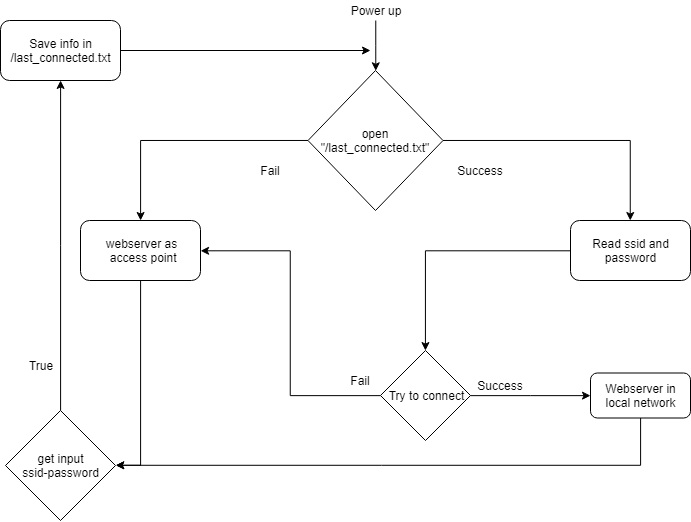 Power up
Save info in
/last_connected.txt
open
"/last_connected.txt"
Fail
Success
webserver as
access point
Read ssid and
password
True
Fail
Try to connect
Success
Webserver in
local network
get input
ssid-password